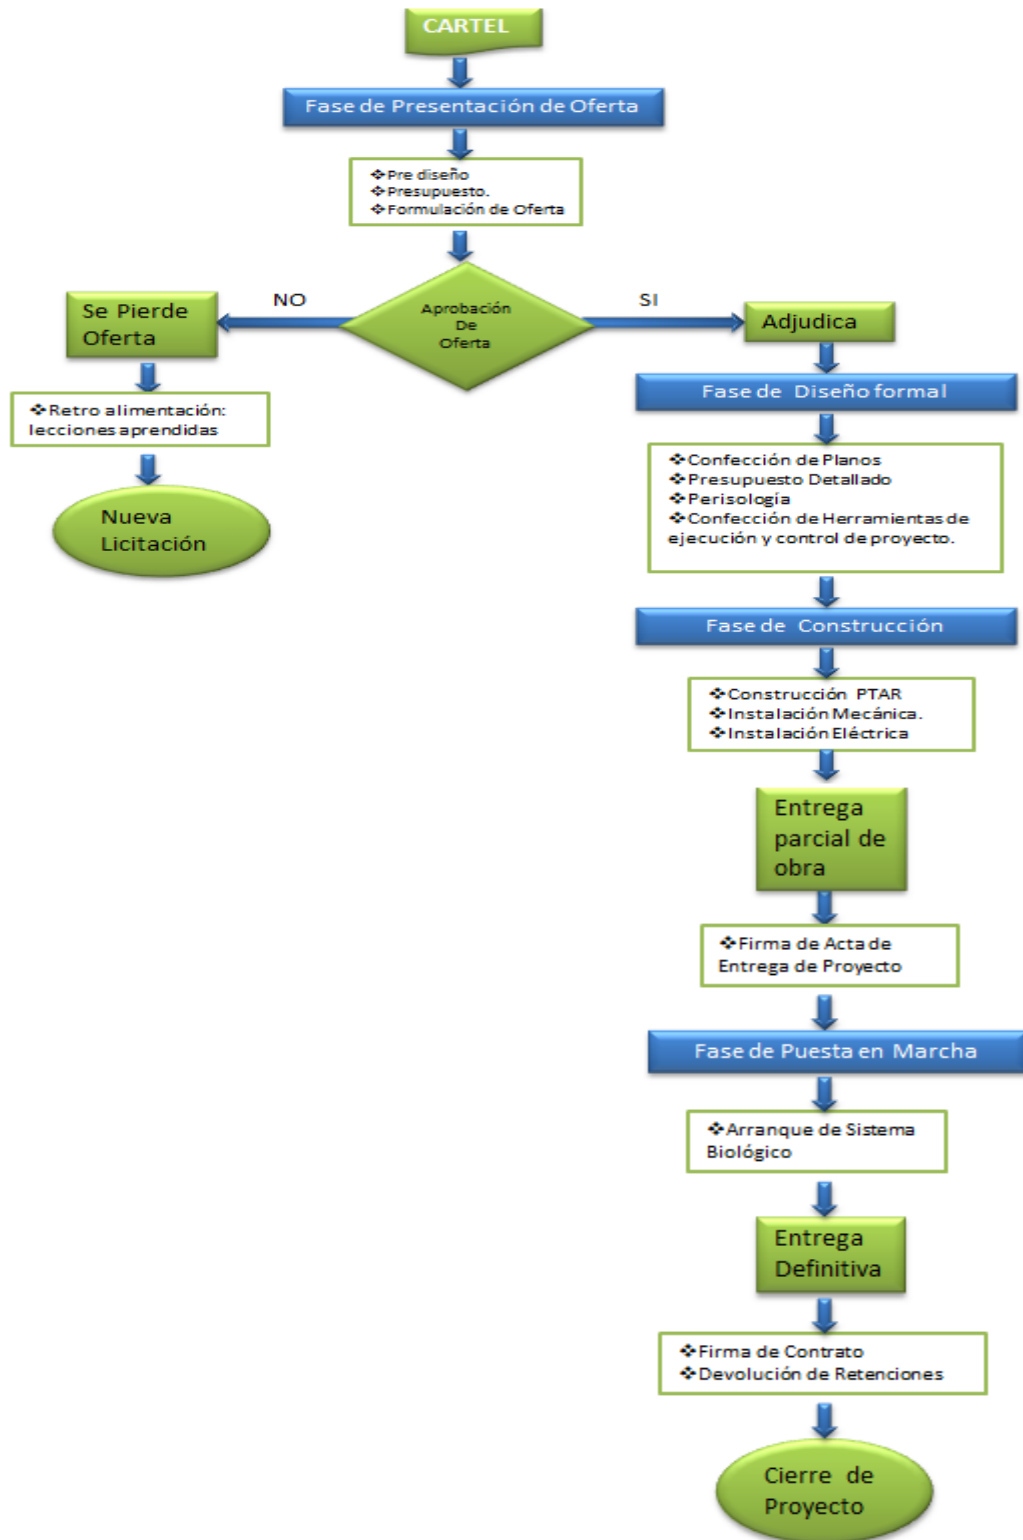 CARTEL
Fase de Presentación de Oferta
❖Pre diseño
❖Presupuesto.
❖Formulación de Oferta
Aprobación
De
Oferta
NO
SI
Se Pierde
Oferta
❖Retro alimentación:
lecciones aprendidas
Nueva
Licitación
Adjudica
Fase de Diseño formal
❖Confección de Planos
❖Presupuesto Detallado
❖Perisología
❖Confección de Herramientas de
ejecución y control de proyecto.
Fase de Construcción
❖Construcción PTAR
❖Instalación Mecánica.
❖Instalación Eléctrica
Entrega
parcial de
obra
❖Firma de Acta de
Entrega de Proyecto
Fase de Puesta en Marcha
❖Arranque de Sistema
Biológico
Entrega
Definitiva
❖Firma de Contrato
❖Devolución de Retenciones
Cierre de
Proyecto